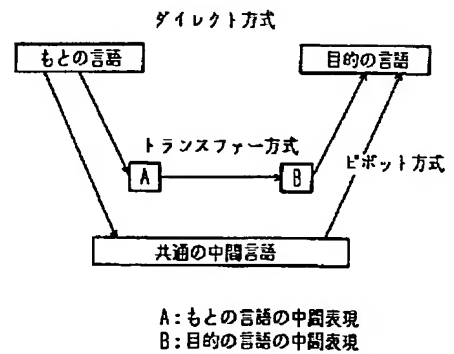 ダイレクト方式
もとの言語
目的の言語
トランスファー方式
A
B
ピボット方式
共通の中間言語
A:もとの言語の中間表現
B:目的の言語の中間表現